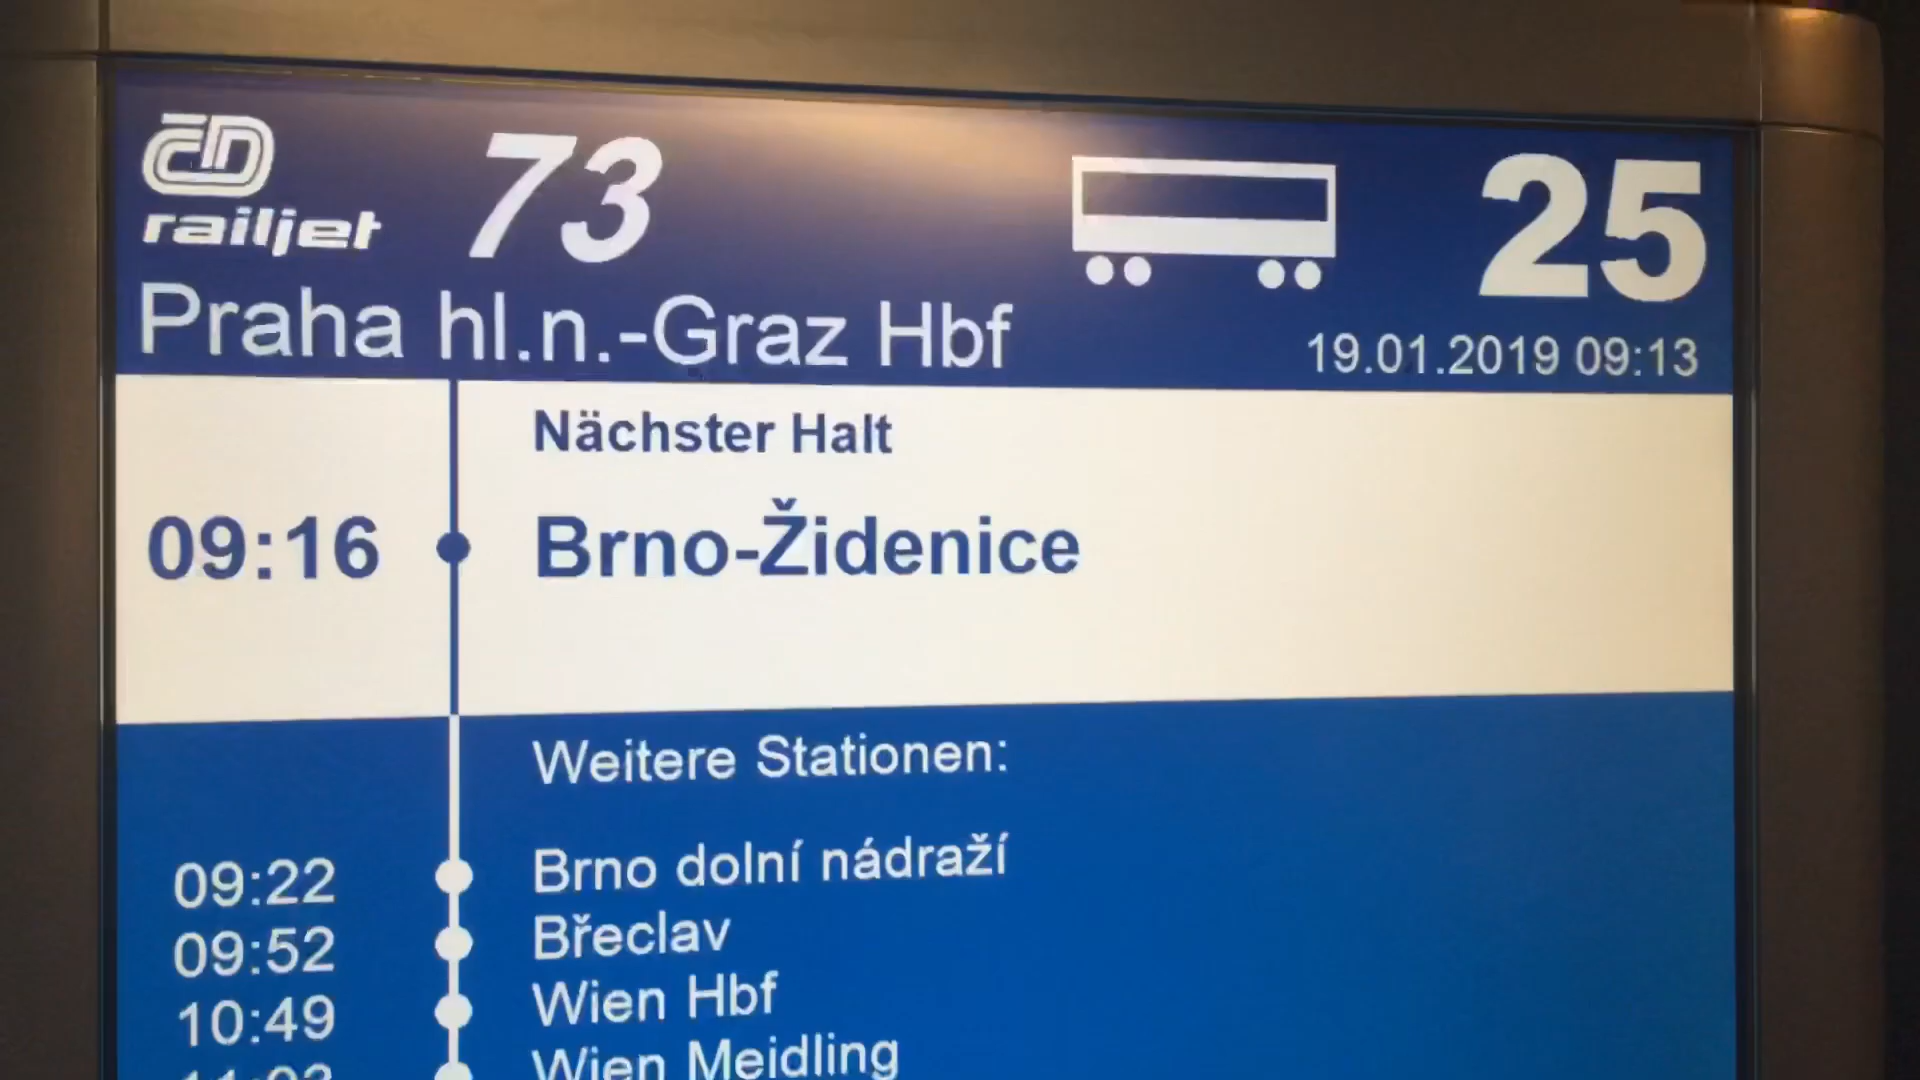 ČD
railjet
73
25
Praha hl.n.-Graz Hbf
19.01.2019 09:13
Nächster Halt
09:16 Brno-Židenice
Weitere Stationen:
09:22 Brno dolní nádraží
09:52 Břeclav
10:49 Wien Hbf
Wien Meidling